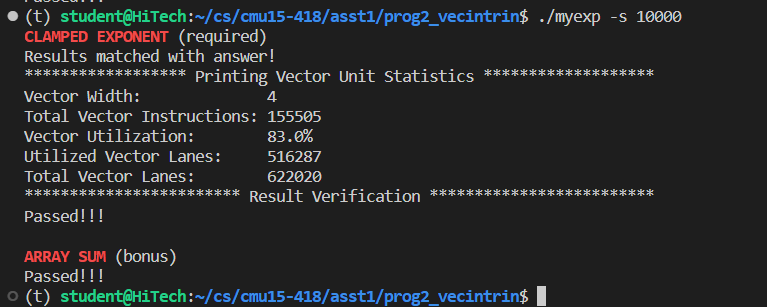 (t) student@HiTech:~/cs/cmu15-418/asst1/prog2_vecintrin$ ./myexp -s 10000
CLAMPED EXPONENT (required)
Results matched with answer!
****************** Printing Vector Unit Statistics *******************
Vector Width: 4
Total Vector Instructions: 155505
Vector Utilization: 83.0%
Utilized Vector Lanes: 516287
Total Vector Lanes: 622020
************************ Result Verification *************************
Passed!!!
ARRAY SUM (bonus)
Passed!!!
(t) student@HiTech:~/cs/cmu15-418/asst1/prog2_vecintrin$